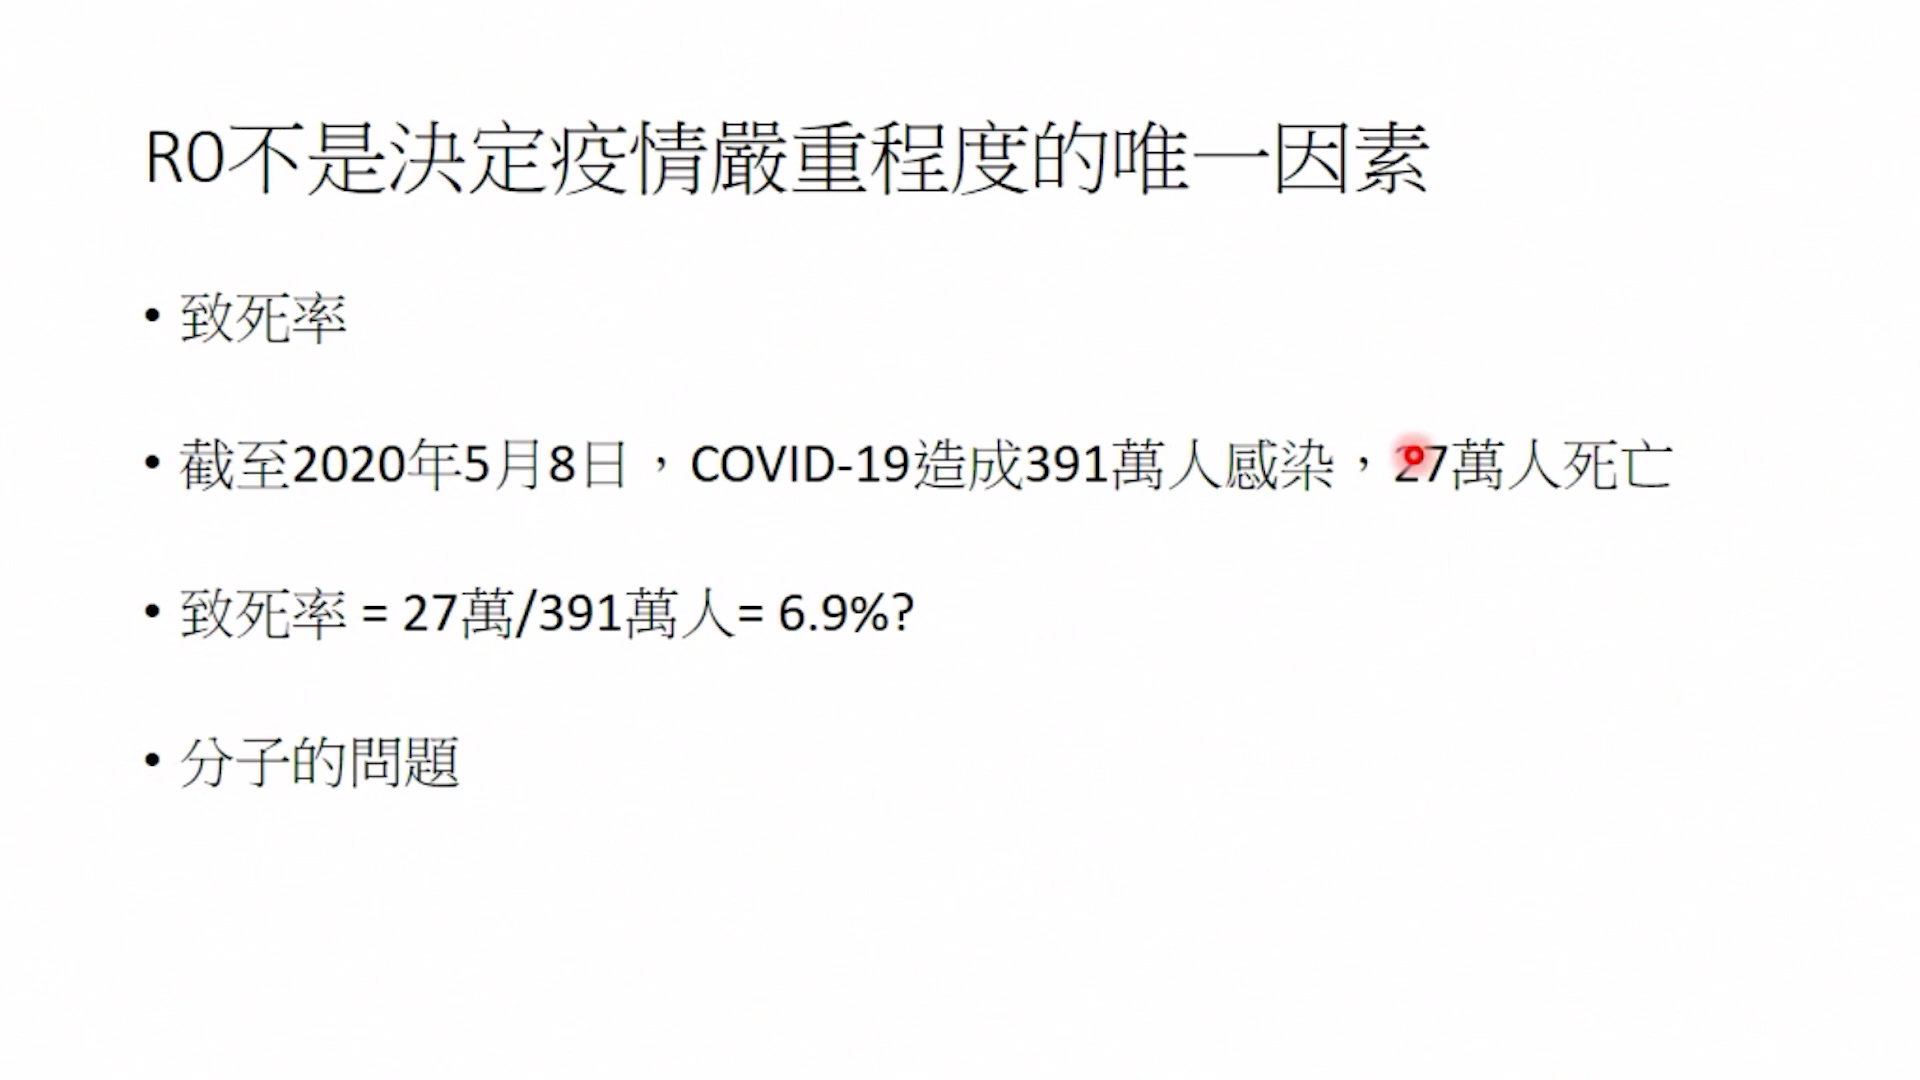 R0不是決定疫情嚴重程度的唯一因素
• 致死率
• 截至2020年5月8日，COVID-19造成391萬人感染，27萬人死亡
• 致死率 = 27萬/391萬人= 6.9%?
• 分子的問題